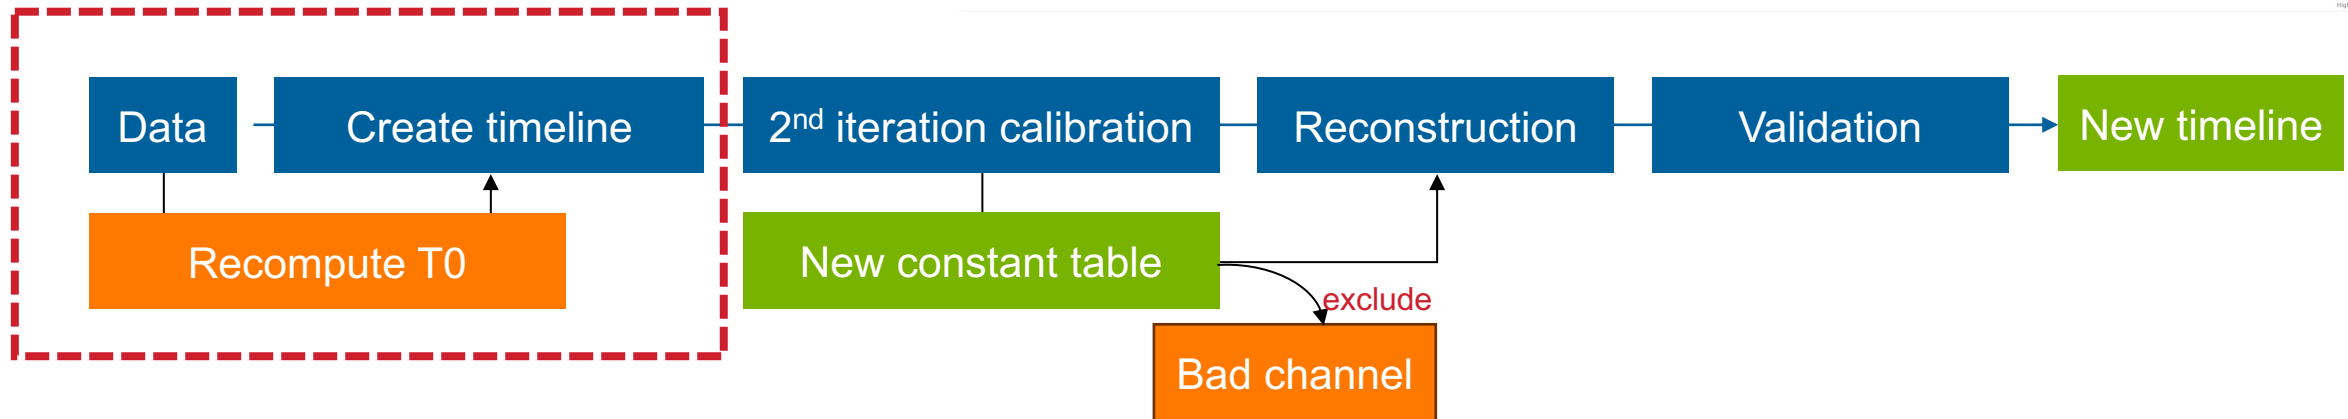 Data
Create timeline
2nd iteration calibration
Reconstruction
Validation
New timeline
Recompute T0
New constant table
exclude
Bad channel